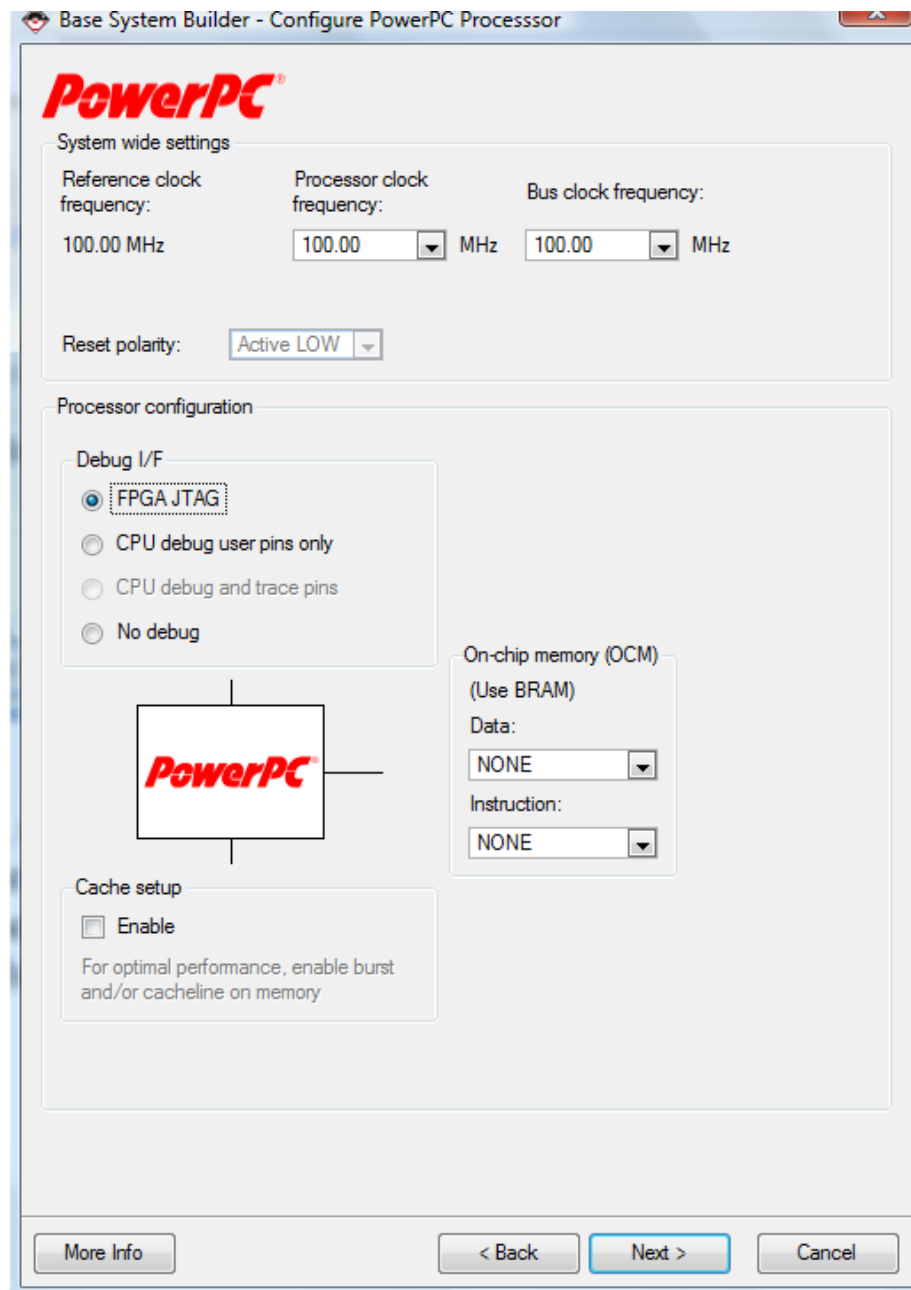 Base System Builder - Configure PowerPC Processsor
PowerPC®
System wide settings
Reference clock
frequency:
Processor clock
frequency:
Bus clock frequency:
100.00 MHz
100.00
MHz
100.00
MHz
Reset polarity:
Active LOW
Processor configuration
Debug I/F
FPGA JTAG
CPU debug user pins only
CPU debug and trace pins
No debug
On-chip memory (OCM)
(Use BRAM)
Data:
NONE
Instruction:
NONE
PowerPC®
Cache setup
Enable
For optimal performance, enable burst
and/or cacheline on memory
More Info
< Back
Next >
Cancel